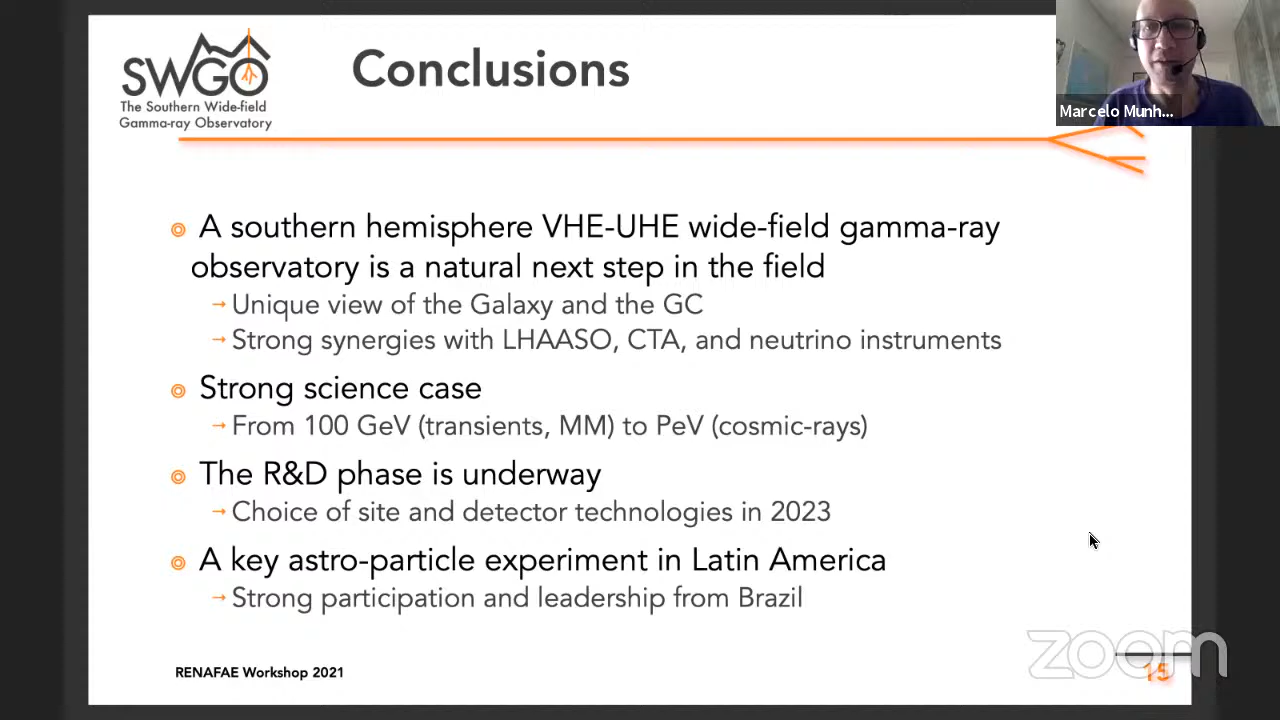 SWGO
The Southern Wide-field
Gamma-ray Observatory
Conclusions
Marcelo Munh...
A southern hemisphere VHE-UHE wide-field gamma-ray
observatory is a natural next step in the field
→ Unique view of the Galaxy and the GC
→ Strong synergies with LHAASO, CTA, and neutrino instruments
Strong science case
→ From 100 GeV (transients, MM) to PeV (cosmic-rays)
The R&D phase is underway
→ Choice of site and detector technologies in 2023
A key astro-particle experiment in Latin America
→ Strong participation and leadership from Brazil
RENAFAE Workshop 2021
zoom
15